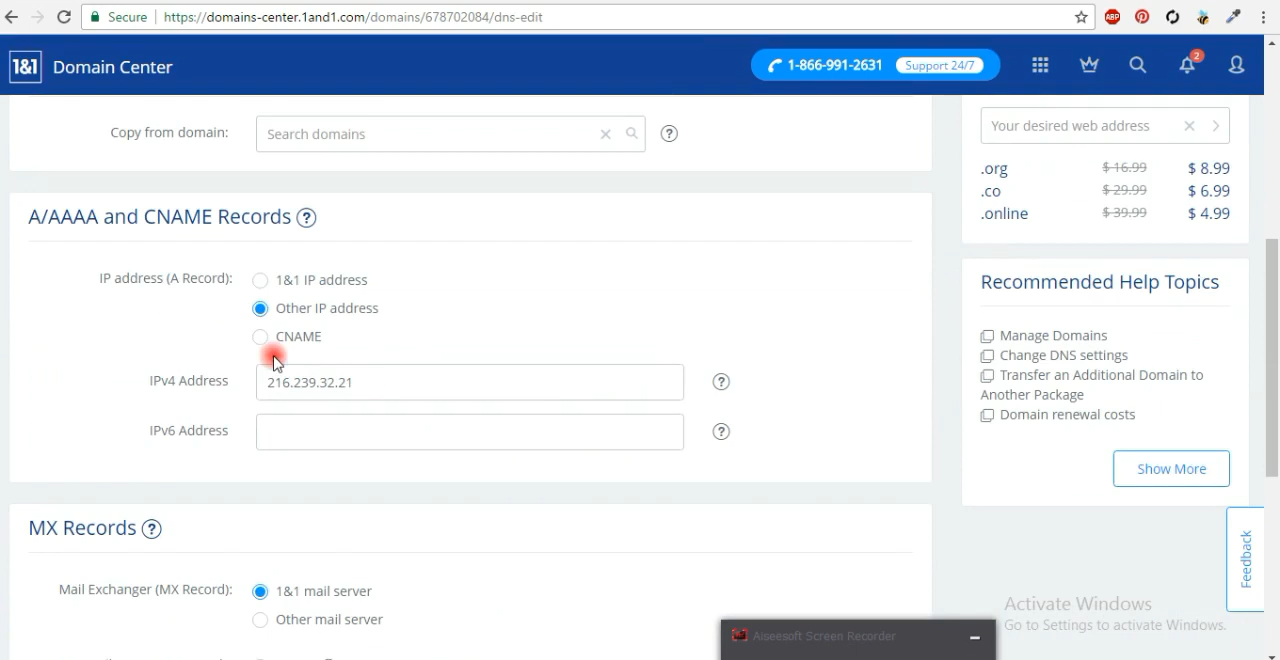 Secure https://domains-center.1and1.com/domains/678702084/dns-edit
ABP
1&1 Domain Center
1-866-991-2631 Support 24/7
2
Copy from domain: Search domains ?
A/AAAA and CNAME Records ?
IP address (A Record): 1&1 IP address
Other IP address
CNAME
IPv4 Address 216.239.32.21 ?
IPv6 Address ?
MX Records ?
Mail Exchanger (MX Record): 1&1 mail server
Other mail server
Your desired web address
.org $ 16.99 $ 8.99
.co $ 29.99 $ 6.99
.online $ 39.99 $ 4.99
Recommended Help Topics
Manage Domains
Change DNS settings
Transfer an Additional Domain to
Another Package
Domain renewal costs
Show More
Feedback
Activate Windows
Go to Settings to activate Windows.
Aiseesoft Screen Recorder